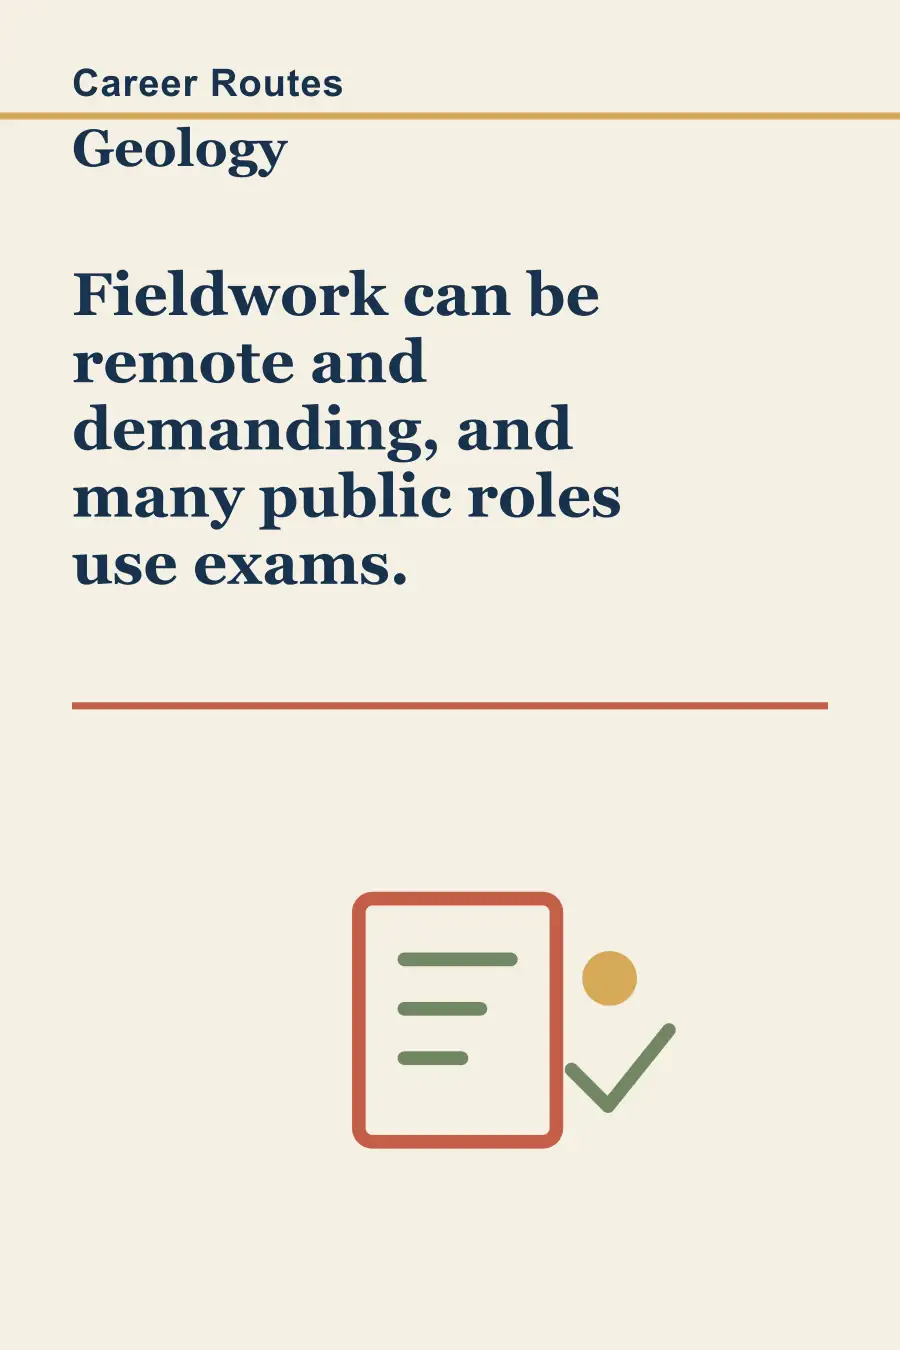 Career Routes
Geology
Fieldwork can be
remote and
demanding, and
many public roles
use exams.